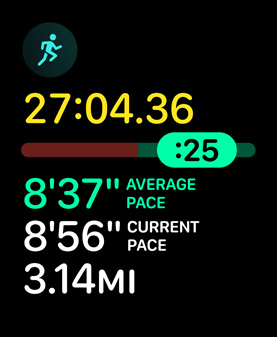 27:04.36
:25
8'37" AVERAGE
PACE
8'56" CURRENT
PACE
3.14MI